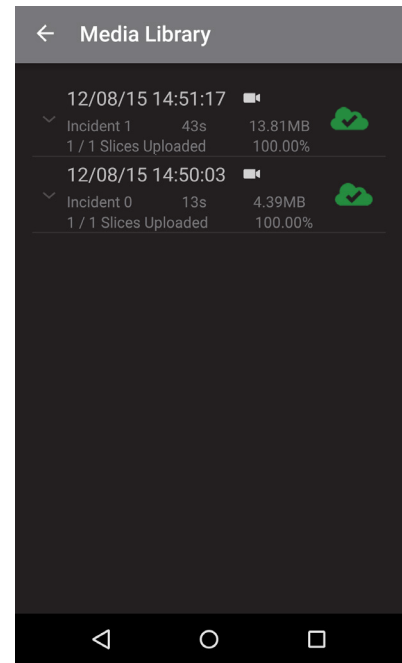 Media Library
12/08/15 14:51:17
Incident 1 43s 13.81MB
1 / 1 Slices Uploaded 100.00%
12/08/15 14:50:03
Incident 0 13s 4.39MB
1 / 1 Slices Uploaded 100.00%